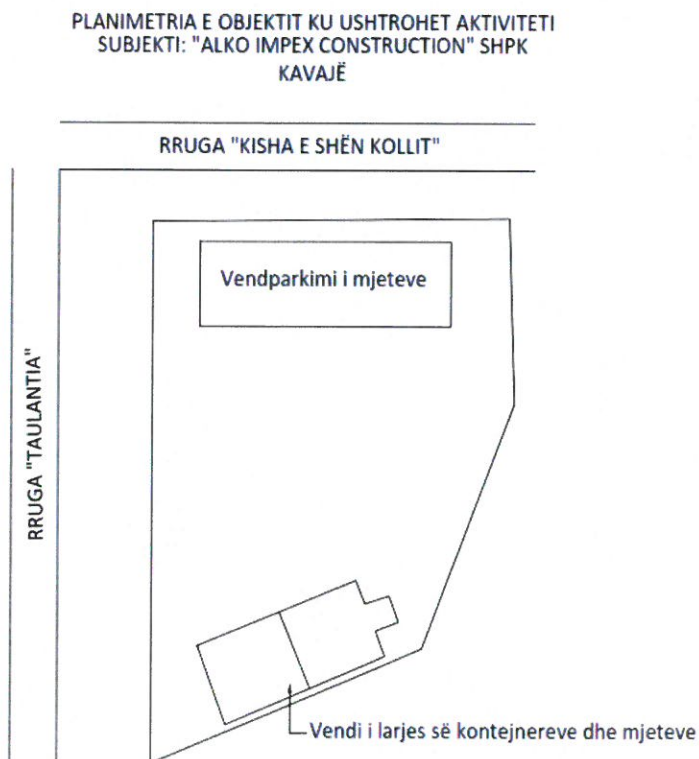 PLANIMETRIA E OBJEKTIT KU USHTROHET AKTIVITETI
SUBJEKTI: "ALKO IMPEX CONSTRUCTION" SHPK
KAVAJË
RRUGA "KISHA E SHËN KOLLIT"
Vendparkimi i mjeteve
RRUGA "TAULANTIA"
Vendi i larjes së kontejnereve dhe mjeteve